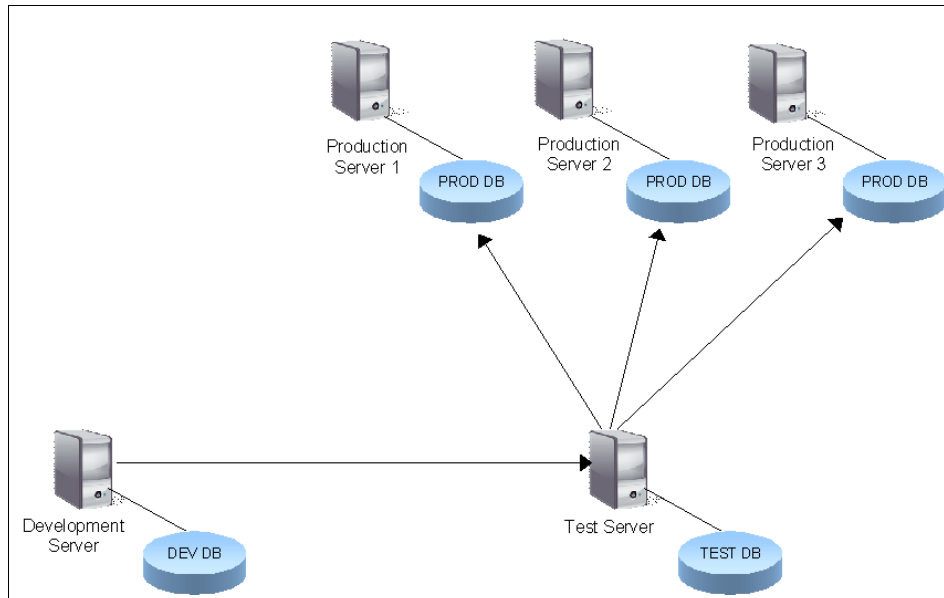 Production
Server 1
PROD DB
Production
Server 2
PROD DB
Production
Server 3
PROD DB
Development
Server
DEV DB
Test Server
TEST DB